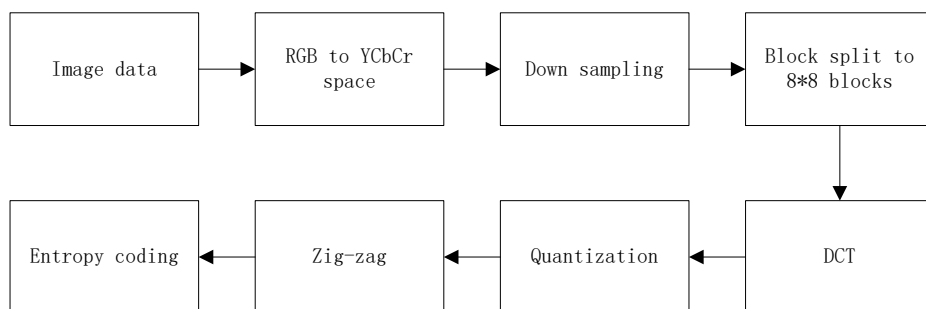 Image data
RGB to YCbCr
space
Down sampling
Block split to
8*8 blocks
Entropy coding
Zig-zag
Quantization
DCT